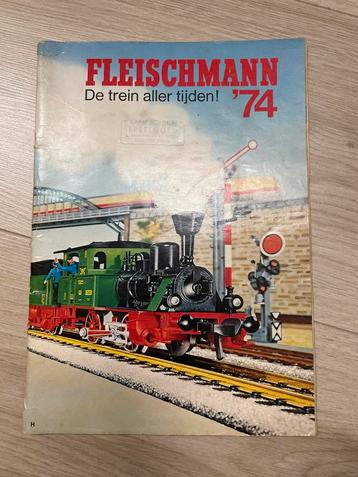 FLEISCHMANN
De trein aller tijden! '74
H